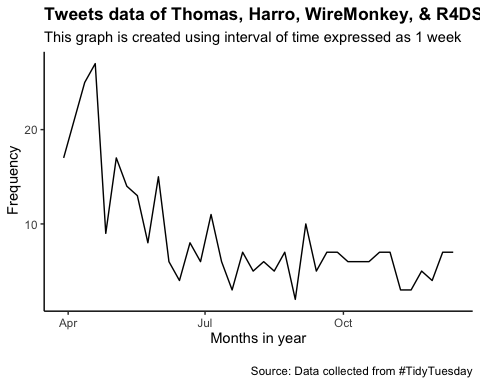 Tweets data of Thomas, Harro, WireMonkey, & R4DS
This graph is created using interval of time expressed as 1 week
Frequency
20
10
Apr
Jul
Oct
Months in year
Source: Data collected from #TidyTuesday